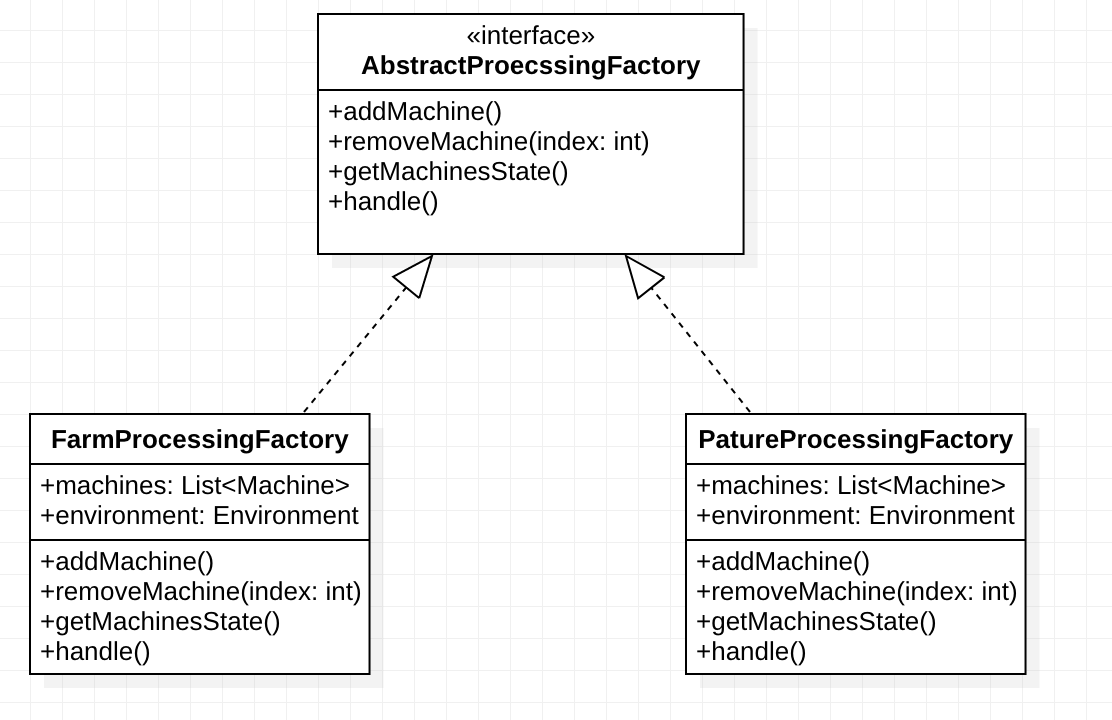 «interface»
AbstractProecssingFactory
+addMachine()
+removeMachine(index: int)
+getMachinesState()
+handle()
FarmProcessingFactory
+machines: List<Machine>
+environment: Environment
+addMachine()
+removeMachine(index: int)
+getMachinesState()
+handle()
PatureProcessingFactory
+machines: List<Machine>
+environment: Environment
+addMachine()
+removeMachine(index: int)
+getMachinesState()
+handle()